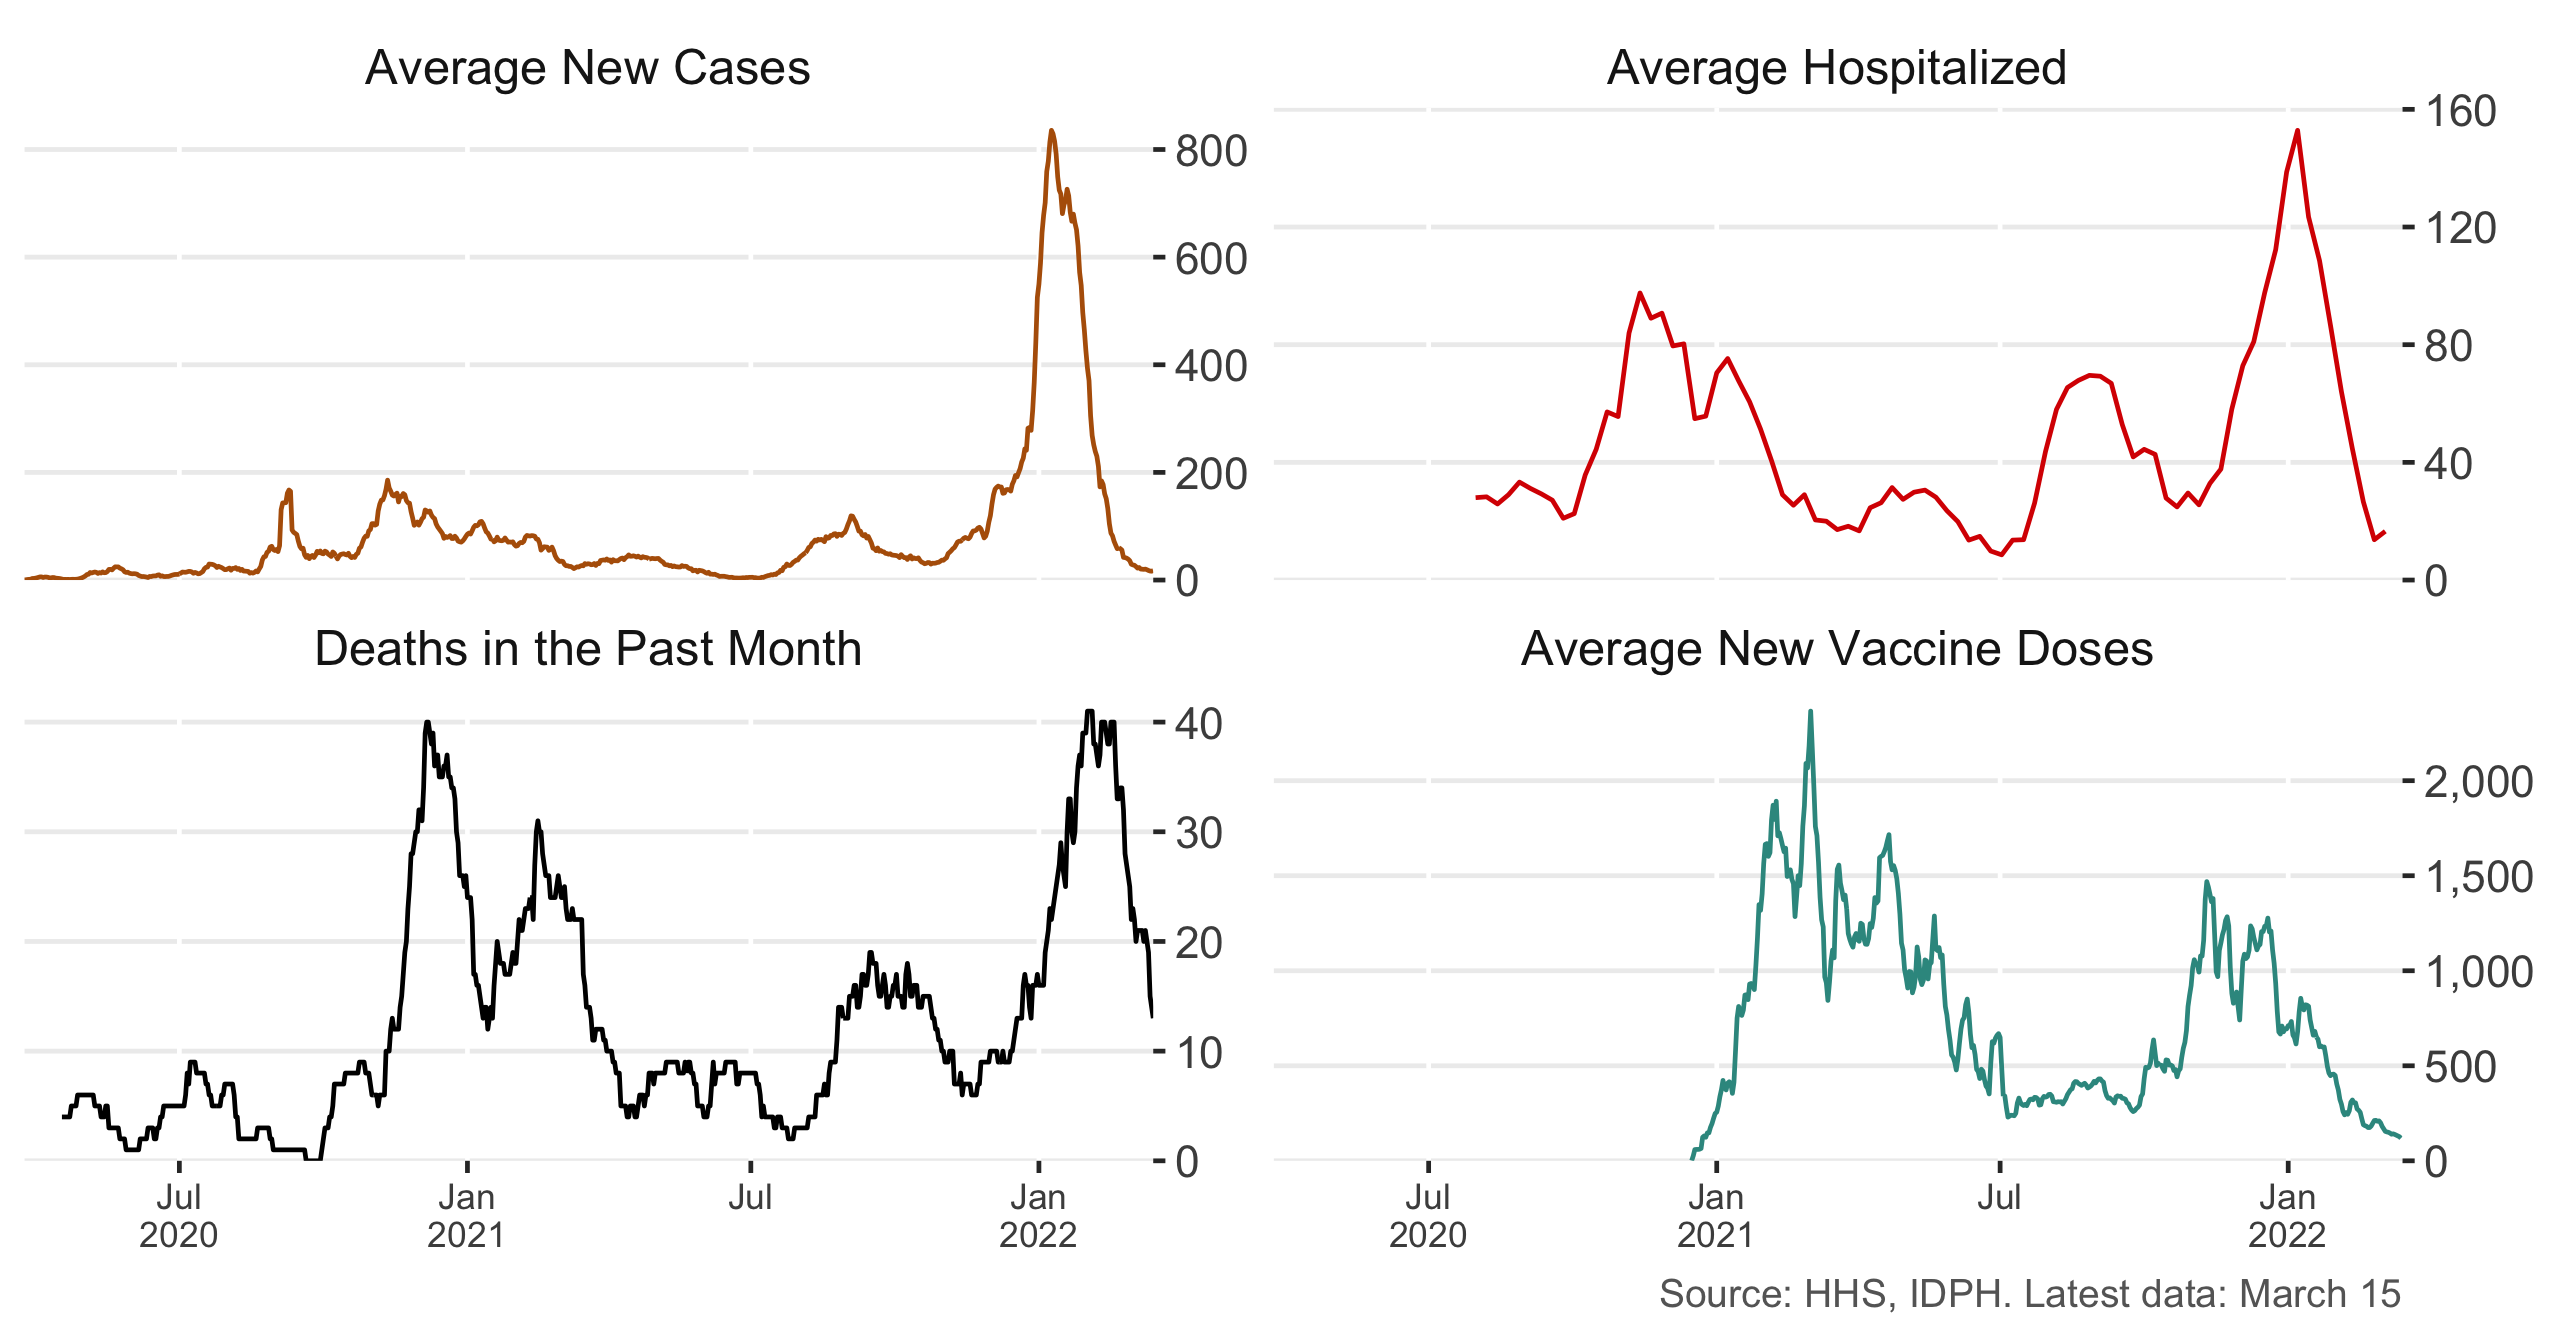 Average New Cases
800
600
400
200
0
Average Hospitalized
160
120
80
40
0
Deaths in the Past Month
40
30
20
10
0
Jul
2020
Jan
2021
Jul
Jan
2022
Average New Vaccine Doses
2,000
1,500
1,000
500
0
Jul
2020
Jan
2021
Jul
Jan
2022
Source: HHS, IDPH. Latest data: March 15